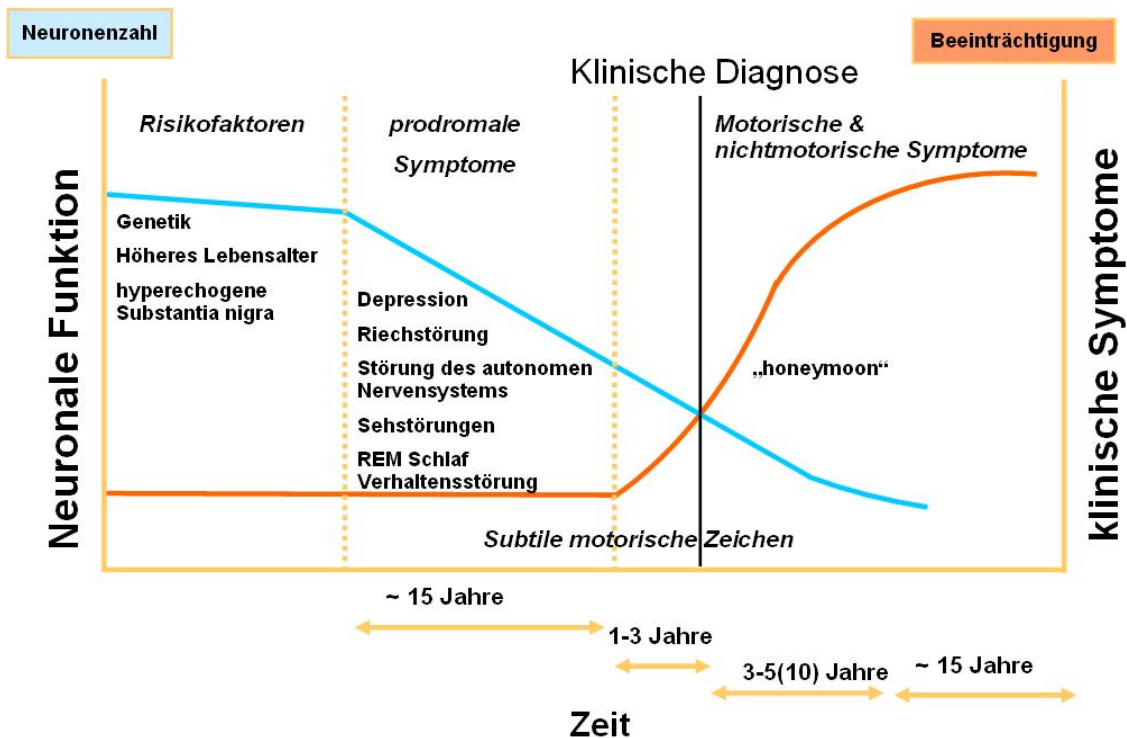 Neuronenzahl
Beeinträchtigung
Klinische Diagnose
Risikofaktoren
prodromale
Symptome
Motorische &
nichtmotorische Symptome
Neuronale Funktion
klinische Symptome
Genetik
Höheres Lebensalter
hyperechogene
Substantia nigra
Depression
Riechstörung
Störung des autonomen
Nervensystems
Sehstörungen
REM Schlaf
Verhaltensstörung
„honeymoon“
Subtile motorische Zeichen
~ 15 Jahre
1-3 Jahre
3-5(10) Jahre
~ 15 Jahre
Zeit